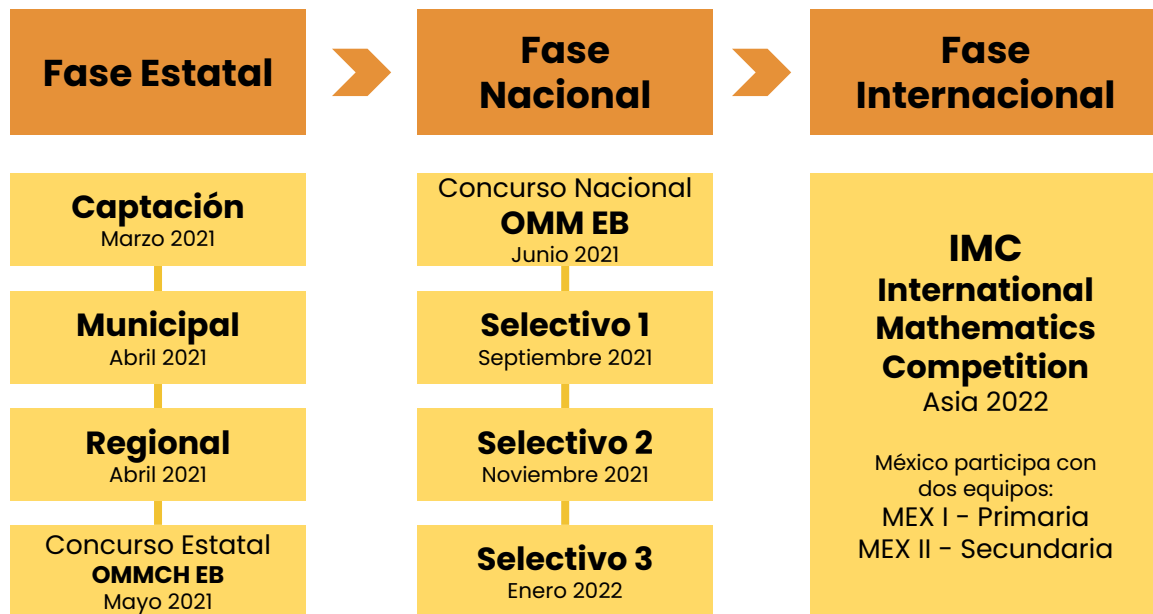 Fase Estatal
Captación
Marzo 2021
Municipal
Abril 2021
Regional
Abril 2021
Concurso Estatal
OMMCH EB
Mayo 2021
Fase
Nacional
Concurso Nacional
OMM EB
Junio 2021
Selectivo 1
Septiembre 2021
Selectivo 2
Noviembre 2021
Selectivo 3
Enero 2022
Fase
Internacional
IMC
International
Mathematics
Competition
Asia 2022
México participa con
dos equipos:
MEX I - Primaria
MEX II - Secundaria